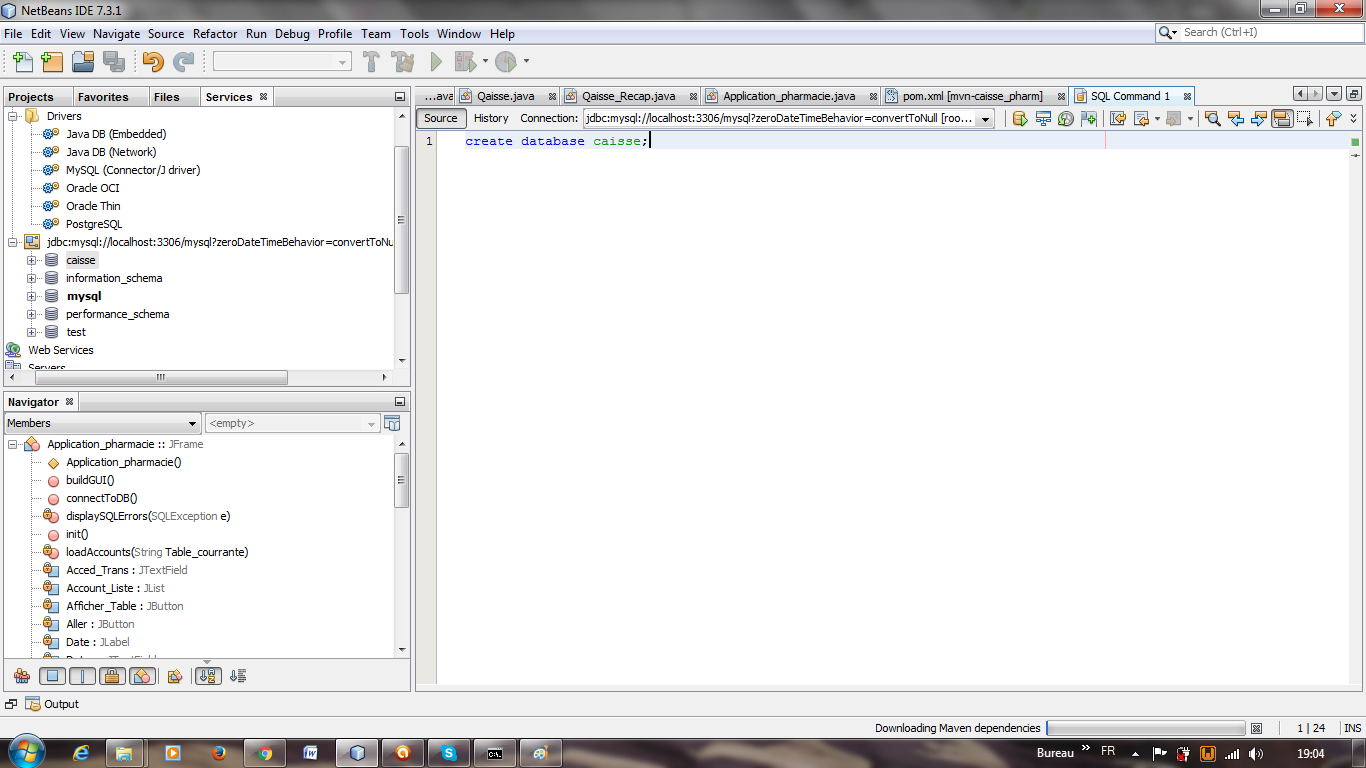 NetBeans IDE 7.3.1
File Edit View Navigate Source Refactor Run Debug Profile Team Tools Window Help
Search (Ctrl+I)
Projects Favorites Files Services
Drivers
Java DB (Embedded)
Java DB (Network)
MySQL (Connector/J driver)
Oracle OCI
Oracle Thin
PostgreSQL
jdbc:mysql://localhost:3306/mysql?zeroDateTimeBehavior=convertToNu
caisse
information_schema
mysql
performance_schema
test
Web Services
Servers
Navigator
Members
<empty>
Application_pharmacie :: JFrame
Application_pharmacie()
buildGUI()
connectToDB()
displaySQLErrors(SQLException e)
init()
loadAccounts(String Table_courrante)
Acced_Trans : JTextField
Account_Liste : JList
Afficher_Table : JButton
Aller : JButton
Date : JLabel
...ava Qaisse.java Qaisse_Recap.java Application_pharmacie.java pom.xml [mvn-caisse_pharm] SQL Command 1
Source History Connection: jdbc:mysql://localhost:3306/mysql?zeroDateTimeBehavior=convertToNull [roo...
1 create database caisse;
Output
Downloading Maven dependencies
1 | 24 INS
Bureau » FR 19:04